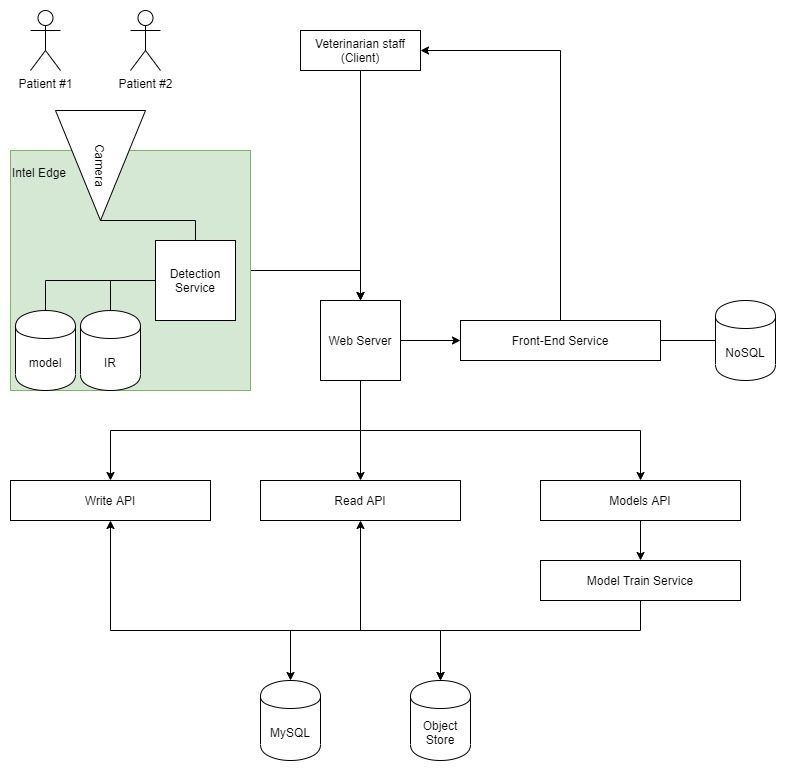 Patient #1
Patient #2
Veterinarian staff
(Client)
Camera
Intel Edge
Detection
Service
model
IR
Web Server
Front-End Service
NoSQL
Write API
Read API
Models API
Model Train Service
MySQL
Object
Store